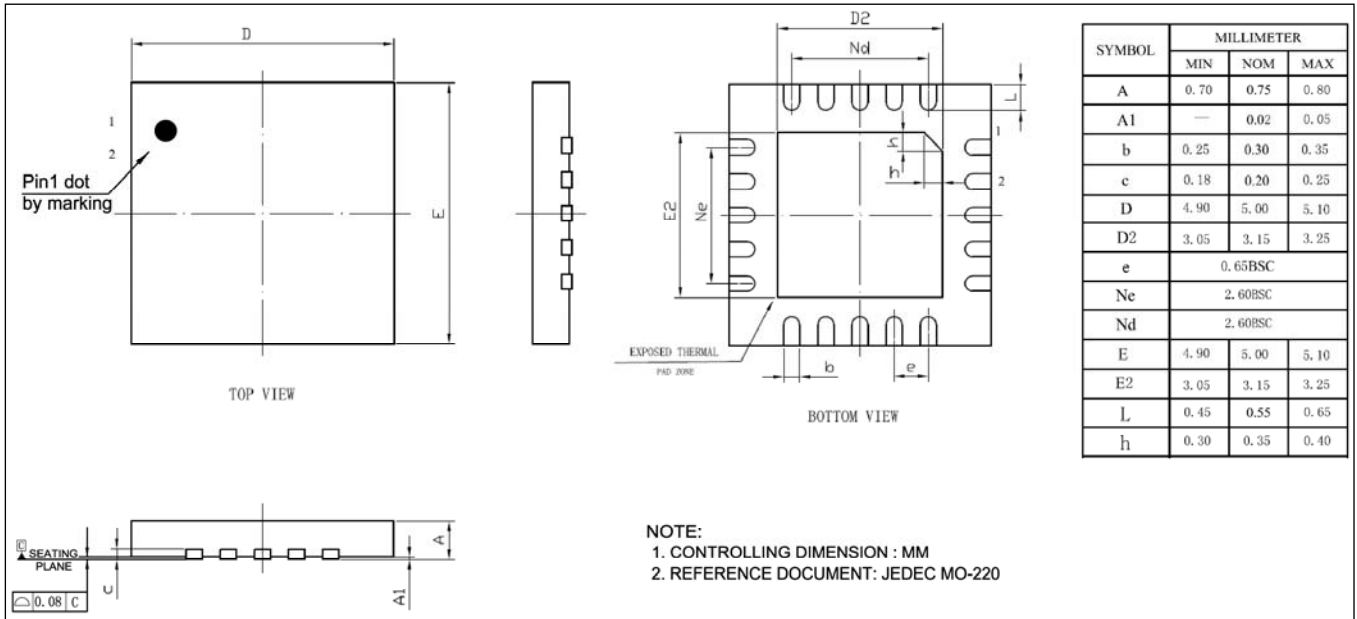 D
1
2
Pin1 dot
by marking
E
TOP VIEW
D2
Nd
L
h
h
1
2
E2
Ne
EXPOSED THERMAL
PAD ZONE
b
e
BOTTOM VIEW
SYMBOL MILLIMETER
MIN NOM MAX
A 0.70 0.75 0.80
A1 — 0.02 0.05
b 0.25 0.30 0.35
c 0.18 0.20 0.25
D 4.90 5.00 5.10
D2 3.05 3.15 3.25
e 0.65BSC
Ne 2.60BSC
Nd 2.60BSC
E 4.90 5.00 5.10
E2 3.05 3.15 3.25
L 0.45 0.55 0.65
h 0.30 0.35 0.40
C
SEATING
PLANE
0.08 C
c
A1
A
NOTE:
1. CONTROLLING DIMENSION : MM
2. REFERENCE DOCUMENT: JEDEC MO-220